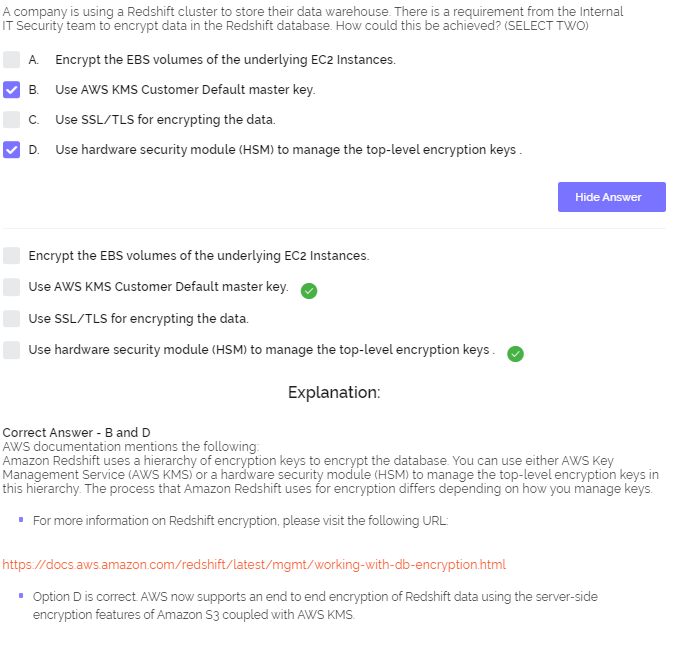 A company is using a Redshift cluster to store their data warehouse. There is a requirement from the Internal
IT Security team to encrypt data in the Redshift database. How could this be achieved? (SELECT TWO)
A. Encrypt the EBS volumes of the underlying EC2 Instances.
B. Use AWS KMS Customer Default master key.
C. Use SSL/TLS for encrypting the data.
D. Use hardware security module (HSM) to manage the top-level encryption keys .
Hide Answer
Encrypt the EBS volumes of the underlying EC2 Instances.
Use AWS KMS Customer Default master key.
Use SSL/TLS for encrypting the data.
Use hardware security module (HSM) to manage the top-level encryption keys .
Explanation:
Correct Answer - B and D
AWS documentation mentions the following:
Amazon Redshift uses a hierarchy of encryption keys to encrypt the database. You can use either AWS Key
Management Service (AWS KMS) or a hardware security module (HSM) to manage the top-level encryption keys in
this hierarchy. The process that Amazon Redshift uses for encryption differs depending on how you manage keys.
For more information on Redshift encryption, please visit the following URL:
https://docs.aws.amazon.com/redshift/latest/mgmt/working-with-db-encryption.html
Option D is correct. AWS now supports an end to end encryption of Redshift data using the server-side
encryption features of Amazon S3 coupled with AWS KMS.